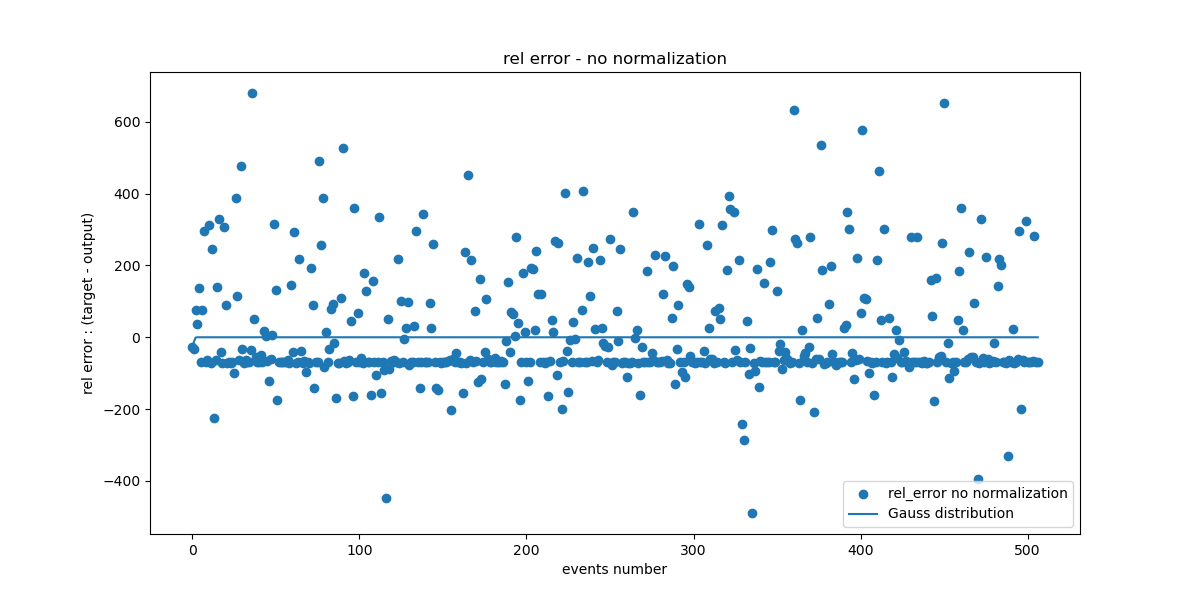 rel error - no normalization
rel error : (target - output)
600
400
200
0
−200
−400
0 100 200 300 400 500
events number
rel_error no normalization
Gauss distribution